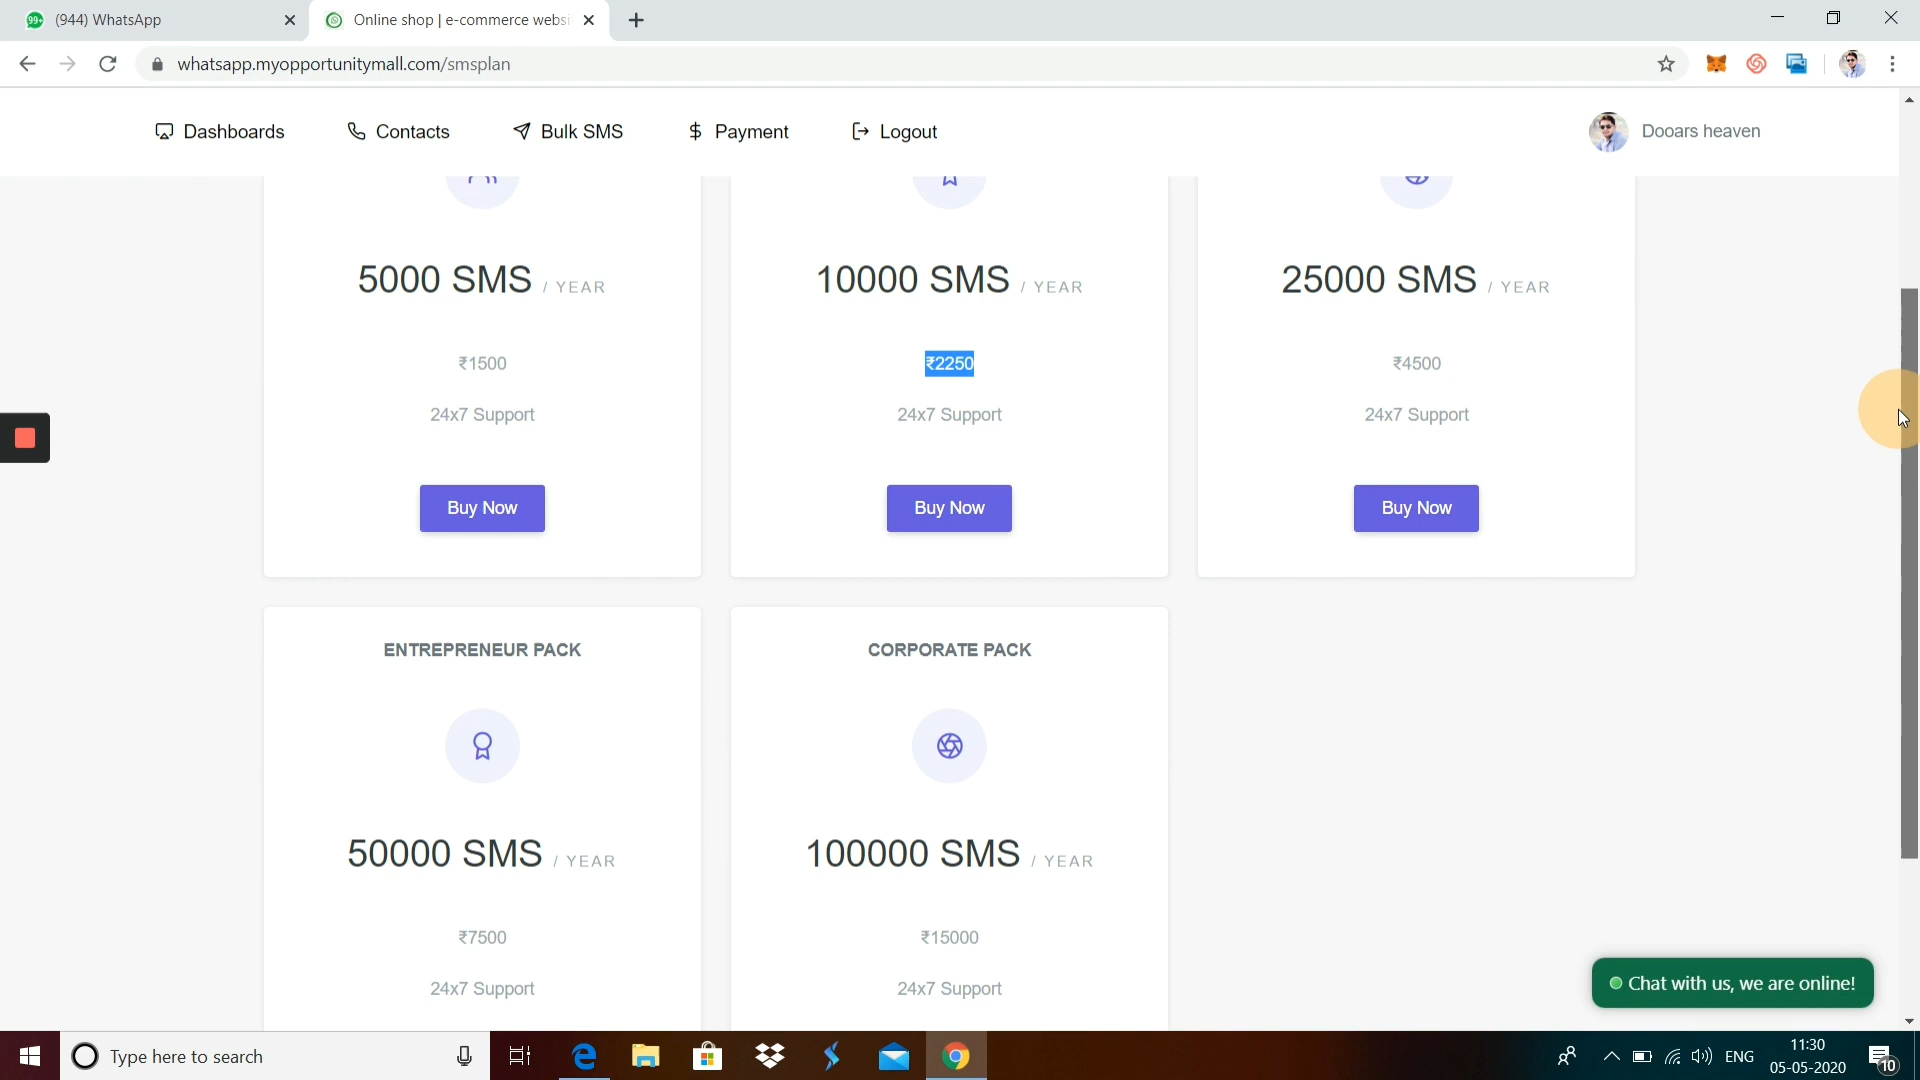 99+ (944) WhatsApp
Online shop | e-commerce websi
whatsapp.myopportunitymall.com/smsplan
Dashboards
Contacts
Bulk SMS
Payment
Logout
Dooars heaven
5000 SMS / YEAR
₹1500
24x7 Support
Buy Now
10000 SMS / YEAR
₹2250
24x7 Support
Buy Now
25000 SMS / YEAR
₹4500
24x7 Support
Buy Now
ENTREPRENEUR PACK
50000 SMS / YEAR
₹7500
24x7 Support
CORPORATE PACK
100000 SMS / YEAR
₹15000
24x7 Support
Chat with us, we are online!
Type here to search
ENG
11:30
05-05-2020
10